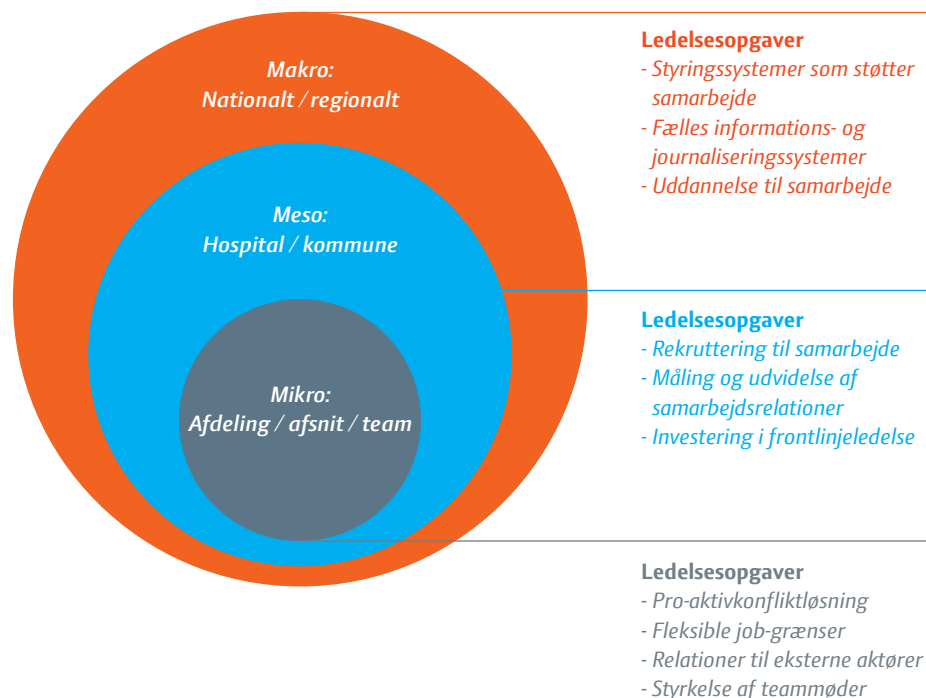 Makro:
Nationalt / regionalt
Meso:
Hospital / kommune
Mikro:
Afdeling / afsnit / team
Ledelsesopgaver
- Styringssystemer som støtter
samarbejde
- Fælles informations- og
journaliseringssystemer
- Uddannelse til samarbejde
Ledelsesopgaver
- Rekruttering til samarbejde
- Måling og udvidelse af
samarbejdsrelationer
- Investering i frontlinjeledelse
Ledelsesopgaver
- Pro-aktivkonfliktløsning
- Fleksible job-grænser
- Relationer til eksterne aktører
- Styrkelse af teammøder